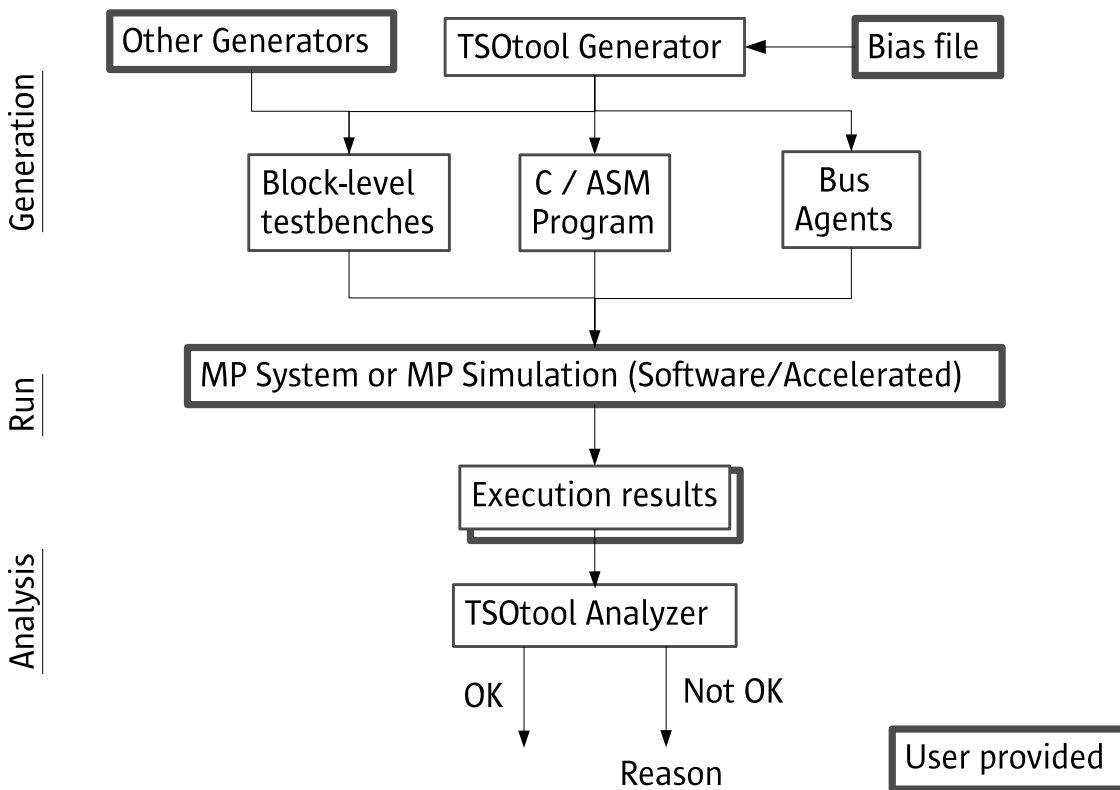 Other Generators
TSOtool Generator
Bias file
Generation
Block-level
testbenches
C / ASM
Program
Bus
Agents
MP System or MP Simulation (Software/Accelerated)
Run
Execution results
Analysis
TSOtool Analyzer
OK
Not OK
Reason
User provided